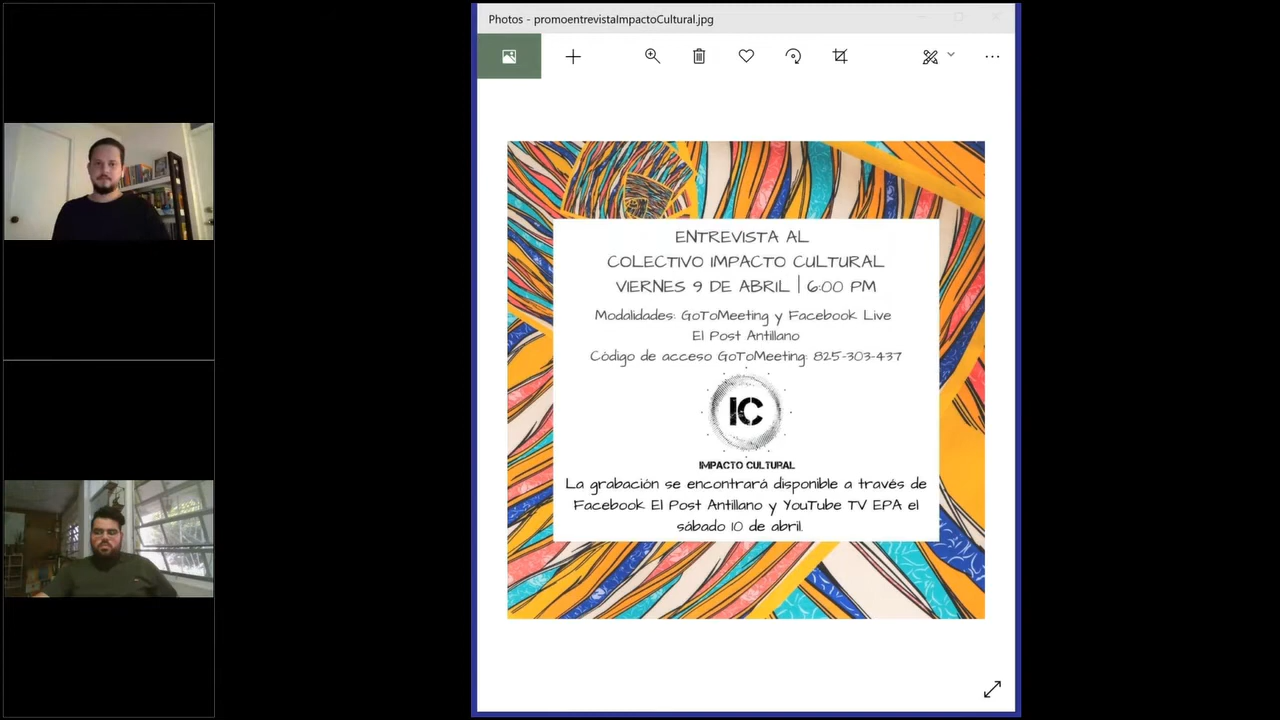 Photos - promoentrevistaImpactoCultural.jpg
ENTREVISTA AL
COLECTIVO IMPACTO CULTURAL
VIERNES 9 DE ABRIL | 6:00 PM
Modalidades: GoToMeeting y Facebook Live
El Post Antillano
Código de acceso GoToMeeting: 825-303-437
IC
IMPACTO CULTURAL
La grabación se encontrará disponible a través de
Facebook El Post Antillano y YouTube TV EPA el
sábado 10 de abril.